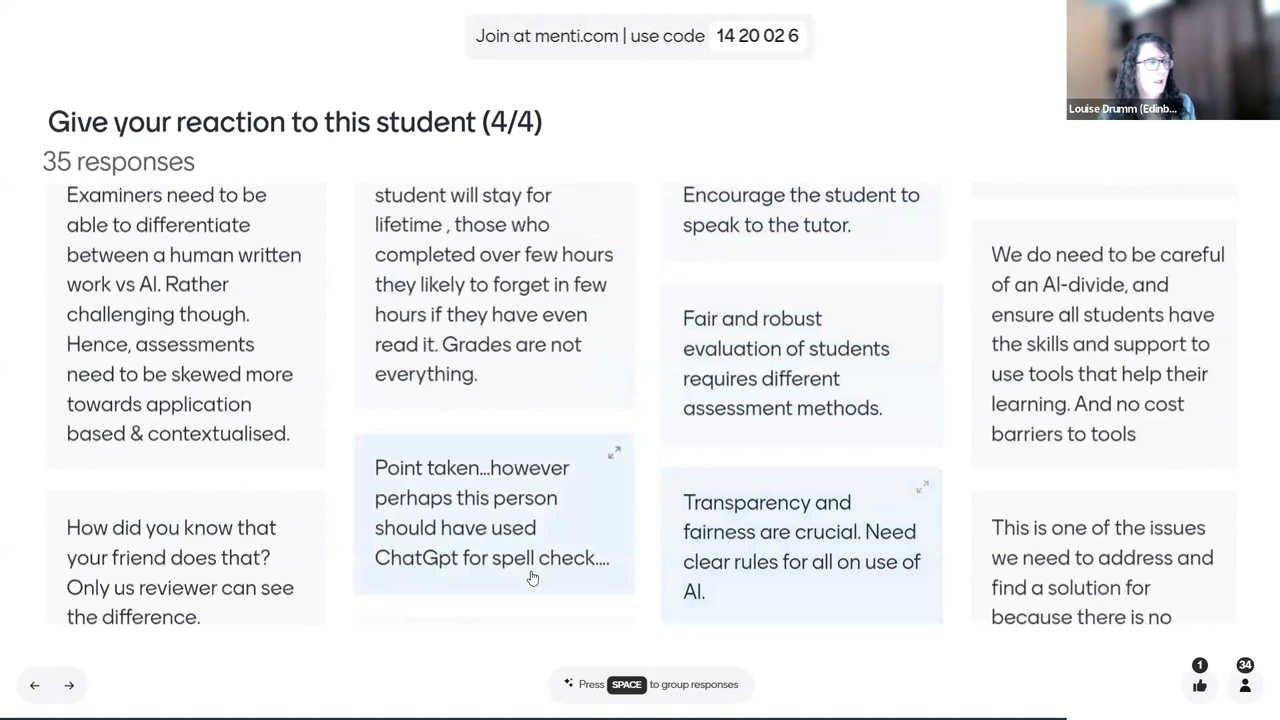 Join at menti.com | use code 14 20 02 6
Louise Drumm (Edinb...
Give your reaction to this student (4/4)
35 responses
Examiners need to be
able to differentiate
between a human written
work vs AI. Rather
challenging though.
Hence, assessments
need to be skewed more
towards application
based & contextualised.
How did you know that
your friend does that?
Only us reviewer can see
the difference.
student will stay for
lifetime , those who
completed over few hours
they likely to forget in few
hours if they have even
read it. Grades are not
everything.
Point taken...however
perhaps this person
should have used
ChatGpt for spell check....
Encourage the student to
speak to the tutor.
Fair and robust
evaluation of students
requires different
assessment methods.
Transparency and
fairness are crucial. Need
clear rules for all on use of
AI.
We do need to be careful
of an AI-divide, and
ensure all students have
the skills and support to
use tools that help their
learning. And no cost
barriers to tools
This is one of the issues
we need to address and
find a solution for
because there is no
Press SPACE to group responses
1
34